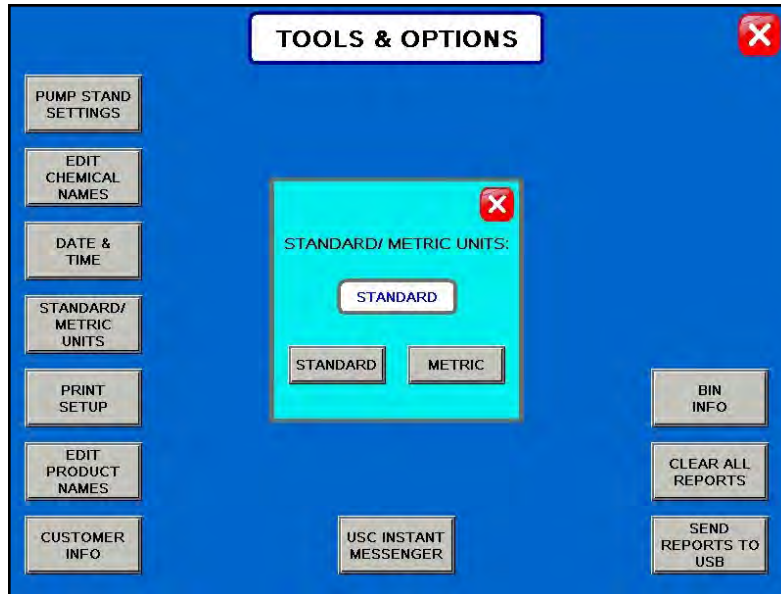 TOOLS & OPTIONS
PUMP STAND
SETTINGS
EDIT
CHEMICAL
NAMES
DATE &
TIME
STANDARD/
METRIC
UNITS
PRINT
SETUP
EDIT
PRODUCT
NAMES
CUSTOMER
INFO
STANDARD/ METRIC UNITS:
STANDARD
STANDARD
METRIC
USC INSTANT
MESSENGER
BIN
INFO
CLEAR ALL
REPORTS
SEND
REPORTS TO
USB